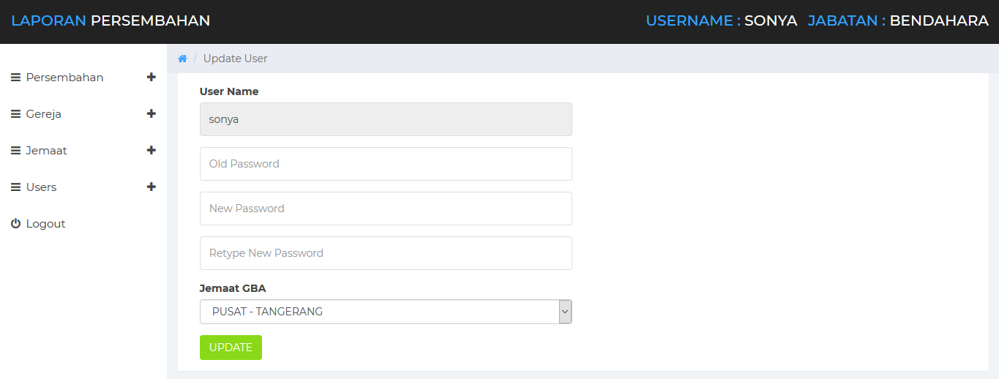 LAPORAN PERSEMBAHAN
USERNAME : SONYA JABATAN : BENDAHARA
/ Update User
Persembahan
Gereja
Jemaat
Users
Logout
User Name
sonya
Old Password
New Password
Retype New Password
Jemaat GBA
PUSAT - TANGERANG
UPDATE